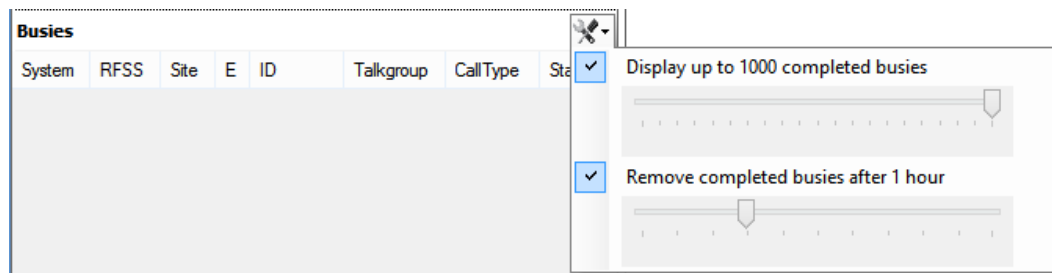 Busies
System RFSS Site E ID Talkgroup CallType Sta
Display up to 1000 completed busies
Remove completed busies after 1 hour